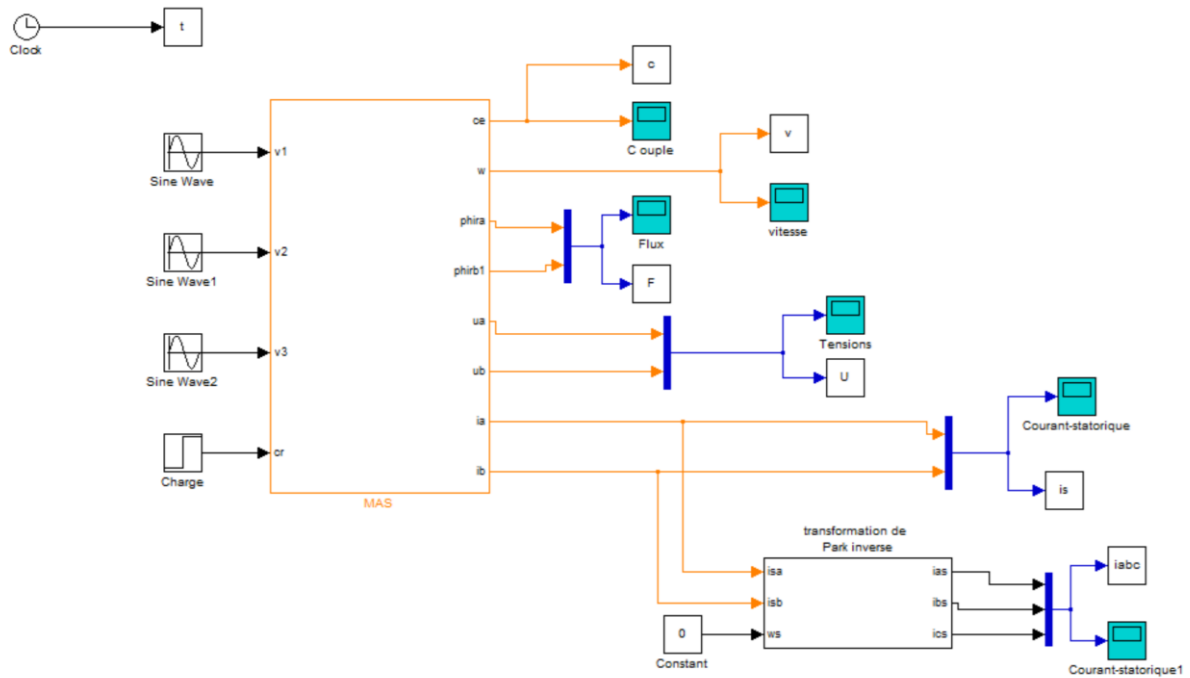 t
Clock
c
C ouple
ce
v1
Sine Wave
w
v
vitesse
phira
Flux
v2
Sine Wave1
phirb1
F
ua
Tensions
v3
Sine Wave2
ub
U
ia
Courant-statorique
cr
Charge
ib
is
MAS
transformation de
Park inverse
isa
ias
iabc
isb
ibs
0
ws
ics
Constant
Courant-statorique1